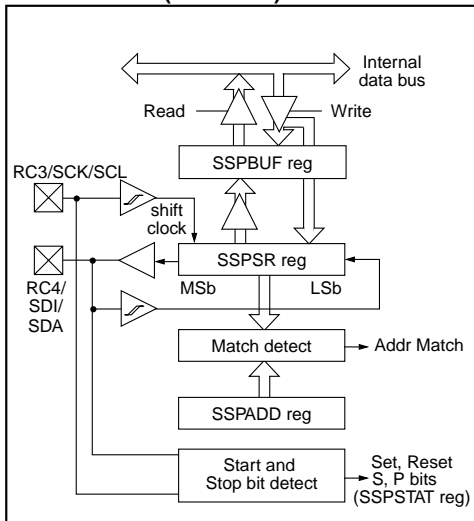 Internal
data bus
Read
Write
SSPBUF reg
RC3/SCK/SCL
shift
clock
SSPSR reg
MSb
LSb
RC4/
SDI/
SDA
Match detect
Addr Match
SSPADD reg
Start and
Stop bit detect
Set, Reset
S, P bits
(SSPSTAT reg)